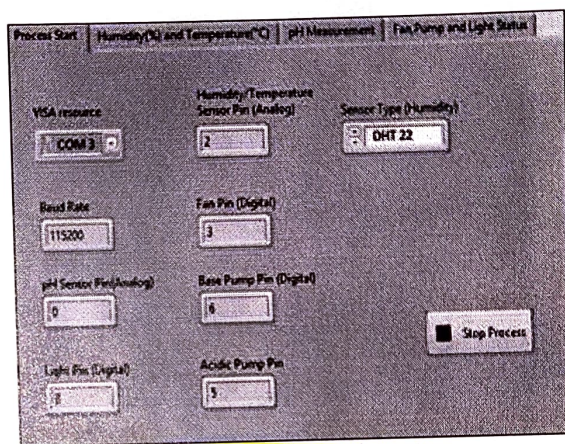 Process Start
Humidity(%) and Temperature(°C)
pH Measurement
Fan, Pump and Light Status
VISA resource
COM 3
Humidity/Temperature
Sensor Pin (Analog)
2
Sensor Type (Humidity)
DHT 22
Baud Rate
115200
Fan Pin (Digital)
3
pH Sensor Pin(Analog)
0
Base Pump Pin (Digital)
6
Stop Process
Light Pin (Digital)
Acidic Pump Pin
5